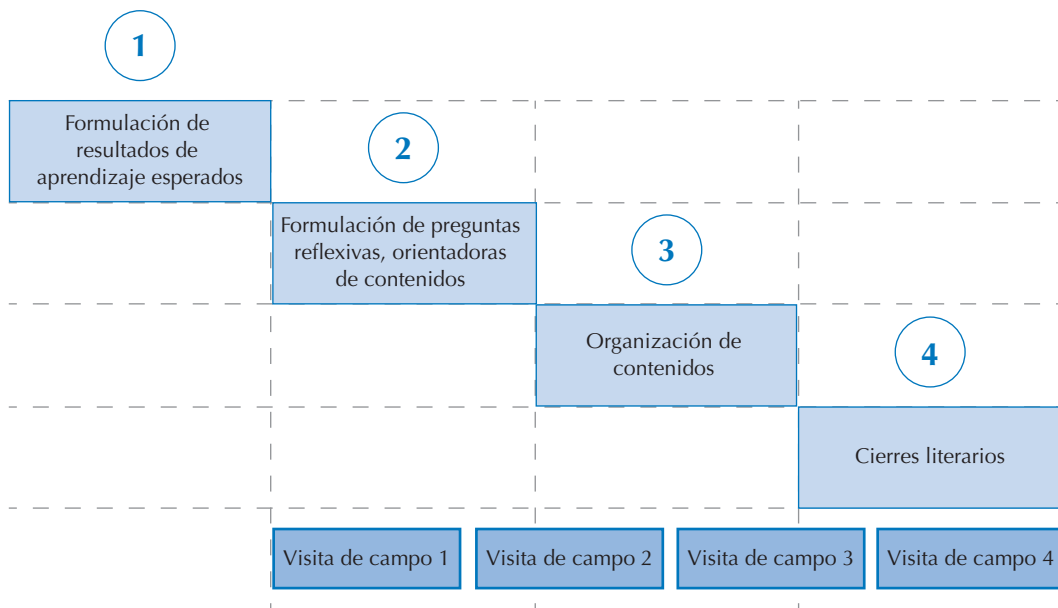 1
Formulación de
resultados de
aprendizaje esperados
2
Formulación de preguntas
reflexivas, orientadoras
de contenidos
3
Organización de
contenidos
4
Cierres literarios
Visita de campo 1
Visita de campo 2
Visita de campo 3
Visita de campo 4